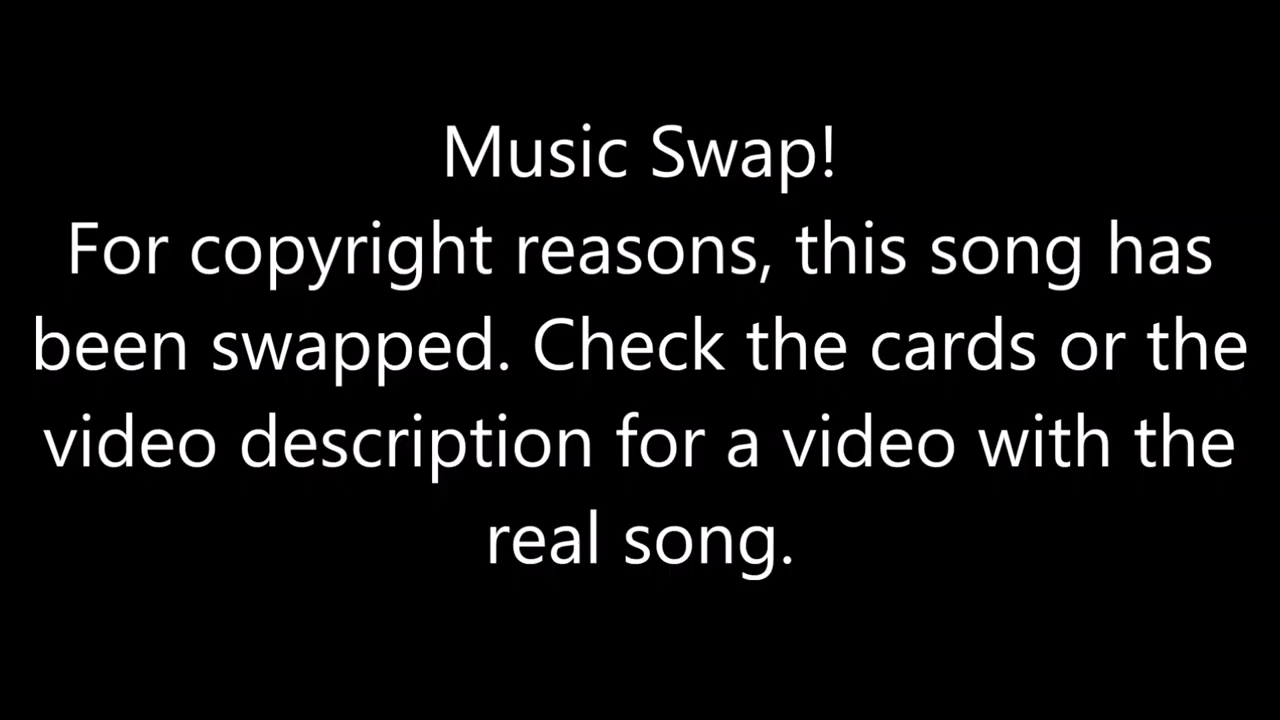 Music Swap!
For copyright reasons, this song has
been swapped. Check the cards or the
video description for a video with the
real song.